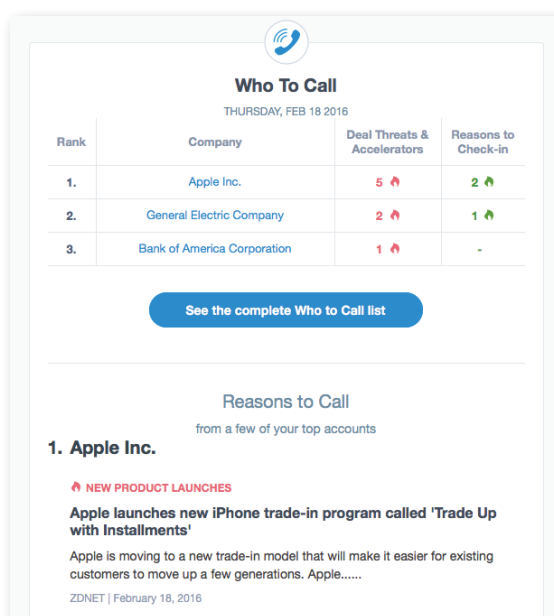 Who To Call
THURSDAY, FEB 18 2016
Rank Company Deal Threats & Accelerators Reasons to Check-in
1. Apple Inc. 5 2
2. General Electric Company 2 1
3. Bank of America Corporation 1 -
See the complete Who to Call list
Reasons to Call
from a few of your top accounts
1. Apple Inc.
NEW PRODUCT LAUNCHES
Apple launches new iPhone trade-in program called 'Trade Up
with Installments'
Apple is moving to a new trade-in model that will make it easier for existing
customers to move up a few generations. Apple......
ZDNET | February 18, 2016